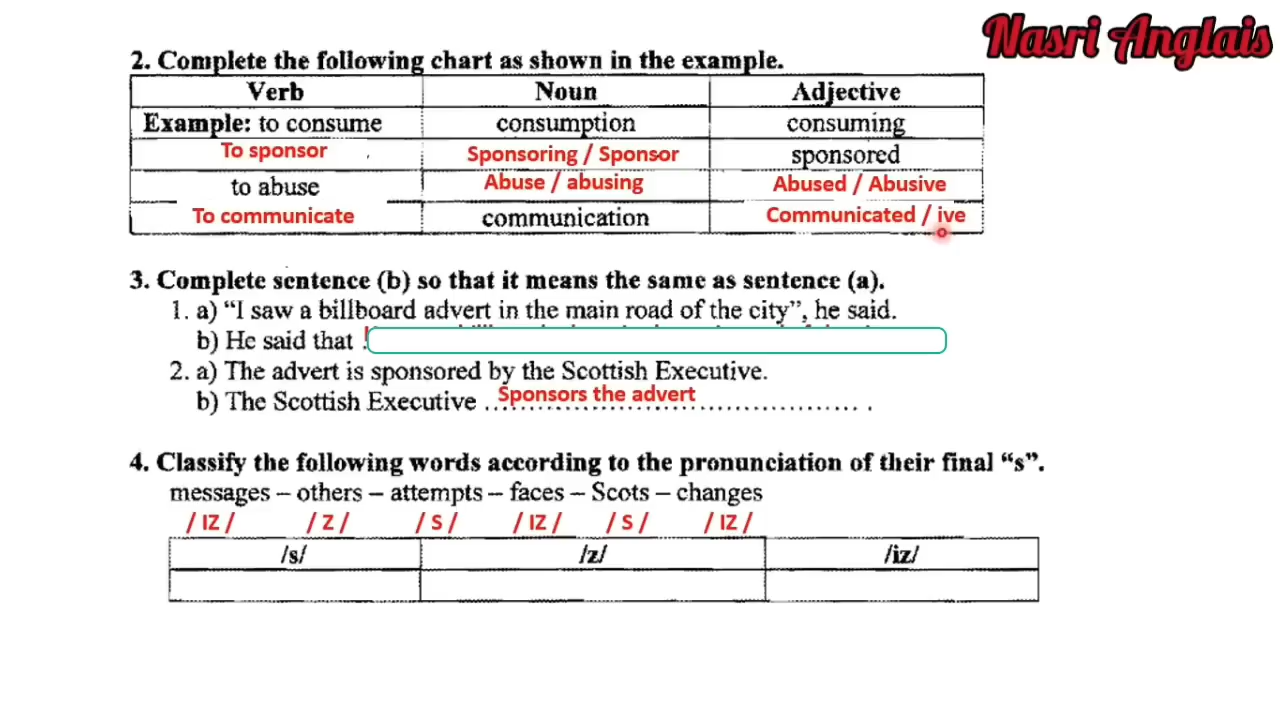 Nasri Anglais
2. Complete the following chart as shown in the example.
Verb Noun Adjective
Example: to consume consumption consuming
To sponsor Sponsoring / Sponsor sponsored
to abuse Abuse / abusing Abused / Abusive
To communicate communication Communicated / ive
3. Complete sentence (b) so that it means the same as sentence (a).
1. a) "I saw a billboard advert in the main road of the city", he said.
b) He said that
2. a) The advert is sponsored by the Scottish Executive.
b) The Scottish Executive Sponsors the advert .
4. Classify the following words according to the pronunciation of their final "s".
messages – others – attempts – faces – Scots – changes
/ IZ / / Z / / S / / IZ / / S / / IZ /
/s/ /z/ /iz/